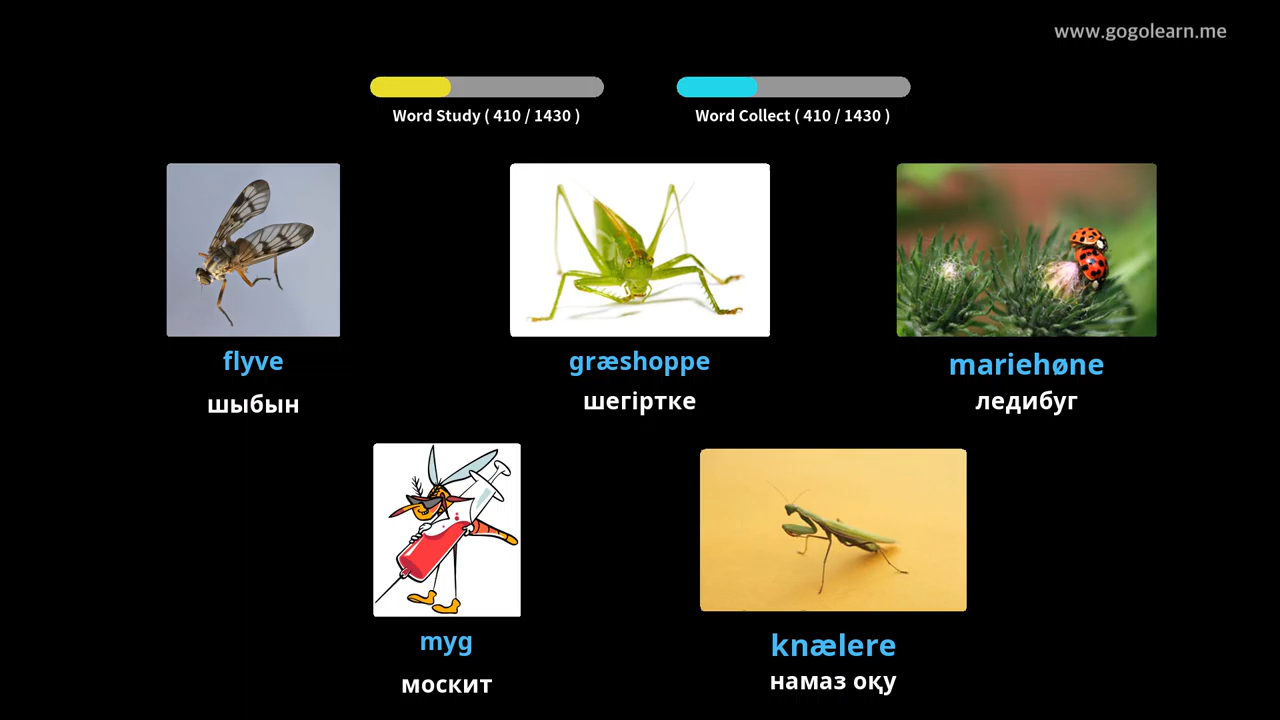 www.gogolearn.me
Word Study ( 410 / 1430 )
Word Collect ( 410 / 1430 )
flyve
græshoppe
mariehøne
шыбын
шегіртке
ледибуг
myg
knælere
москит
намаз оқу